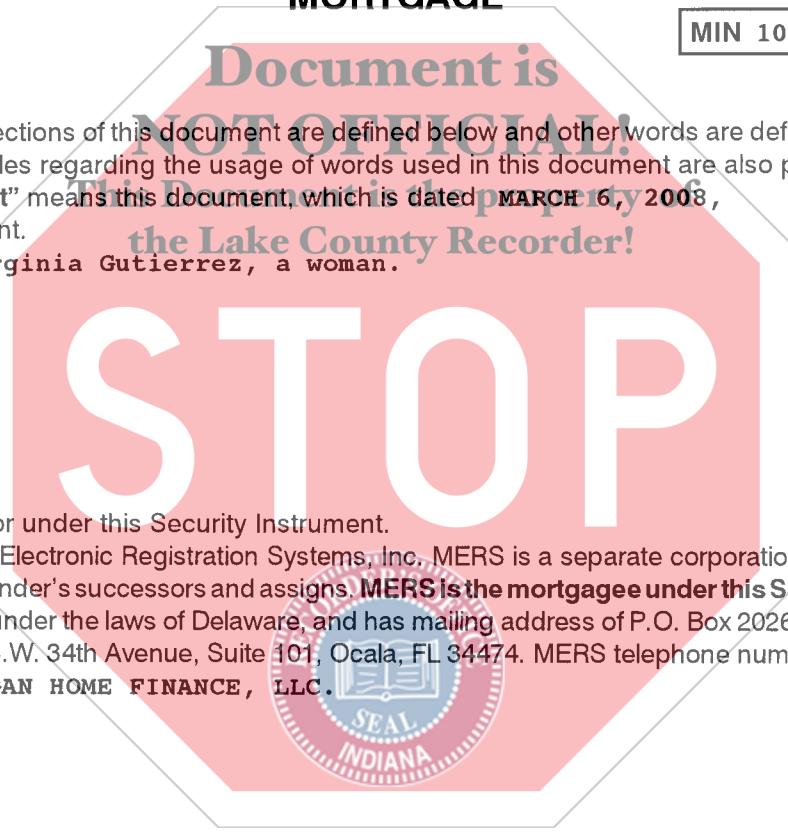 MORTGAGE
MIN 10
Document is
NOT OFFICIAL!
ections of this document are defined below and other words are def
les regarding the usage of words used in this document are also p
This Document is the property of
t” means this document, which is dated MARCH 6, 2008,
nt.
the Lake County Recorder!
rginia Gutierrez, a woman.
STOP
or under this Security Instrument.
Electronic Registration Systems, Inc. MERS is a separate corporatio
nder's successors and assigns. MERS is the mortgagee under this S
under the laws of Delaware, and has mailing address of P.O. Box 2026
.W. 34th Avenue, Suite 101, Ocala, FL 34474. MERS telephone num
AN HOME FINANCE, LLC.
SEAL
INDIANA